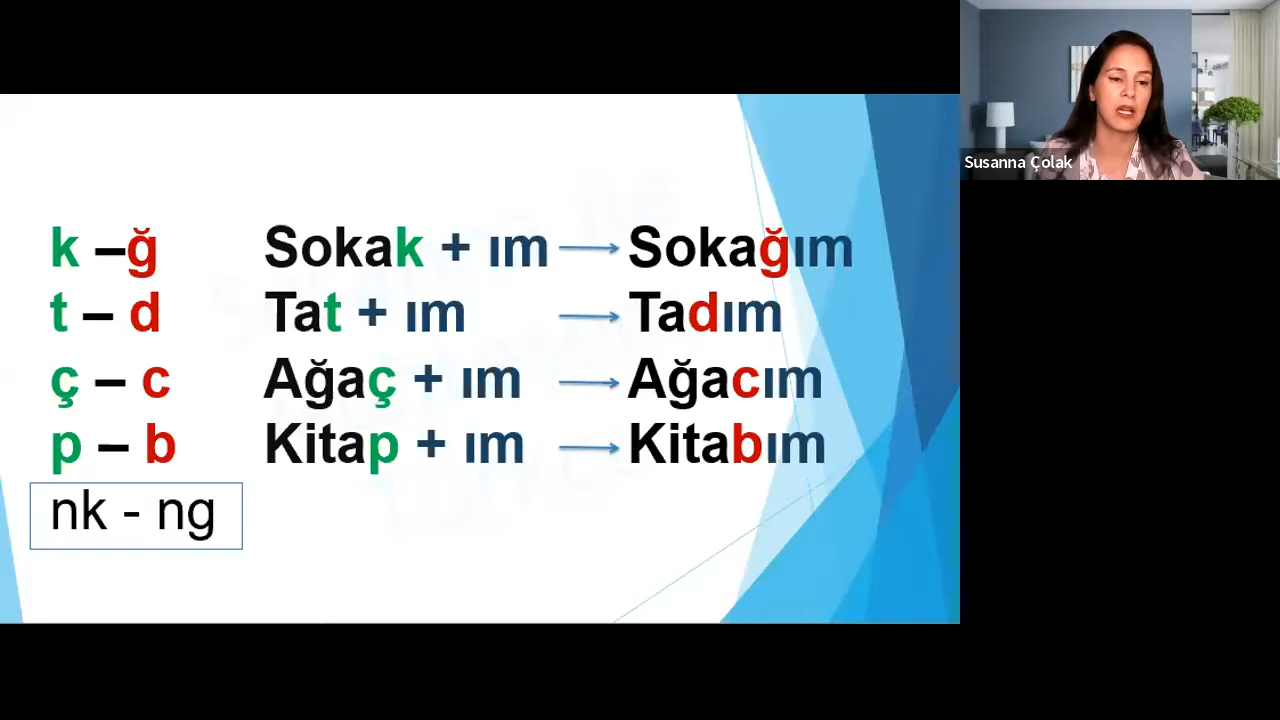 k –ğ Sokak + ım → Sokağım
t – d Tat + ım → Tadım
ç – c Ağaç + ım → Ağacım
p – b Kitap + ım → Kitabım
nk - ng
Susanna Çolak